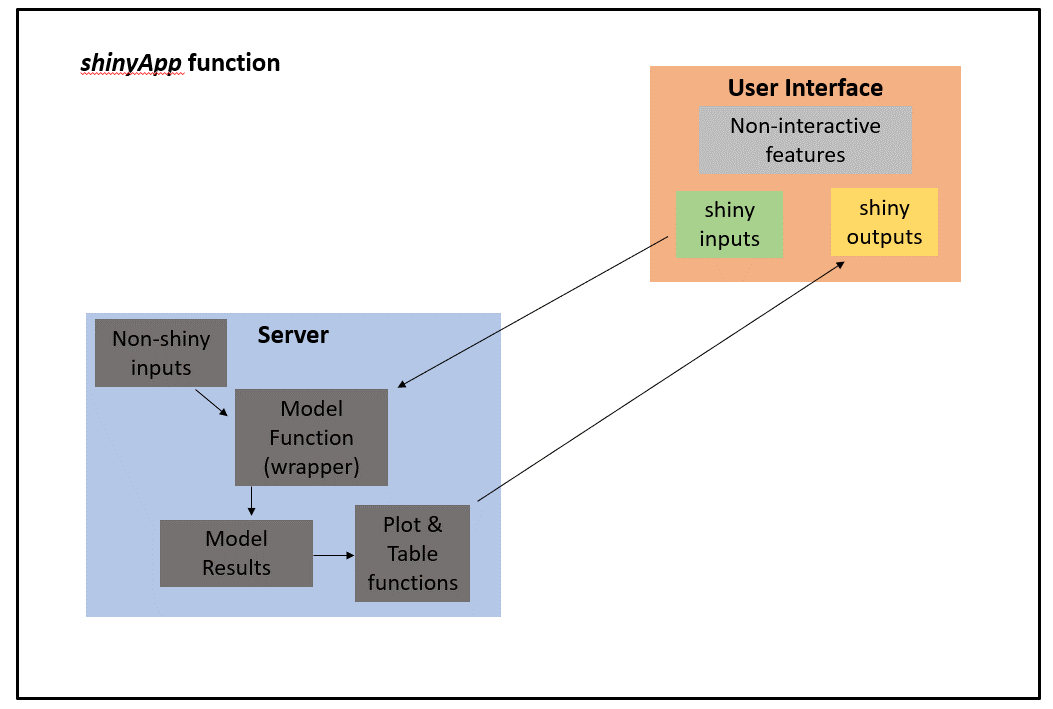 shinyApp function
User Interface
Non-interactive
features
shiny
inputs
shiny
outputs
Server
Non-shiny
inputs
Model
Function
(wrapper)
Model
Results
Plot &
Table
functions